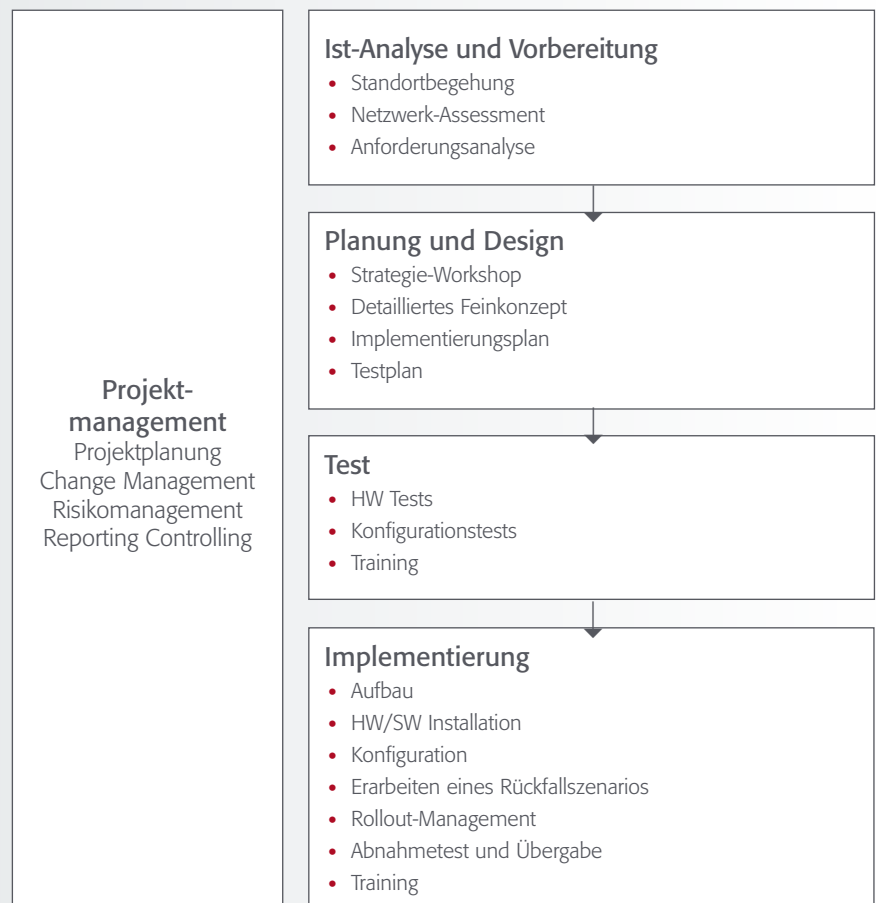 Projekt-
management
Projektplanung
Change Management
Risikomanagement
Reporting Controlling
Ist-Analyse und Vorbereitung
• Standortbegehung
• Netzwerk-Assessment
• Anforderungsanalyse
Planung und Design
• Strategie-Workshop
• Detailliertes Feinkonzept
• Implementierungsplan
• Testplan
Test
• HW Tests
• Konfigurationstests
• Training
Implementierung
• Aufbau
• HW/SW Installation
• Konfiguration
• Erarbeiten eines Rückfallszenarios
• Rollout-Management
• Abnahmetest und Übergabe
• Training